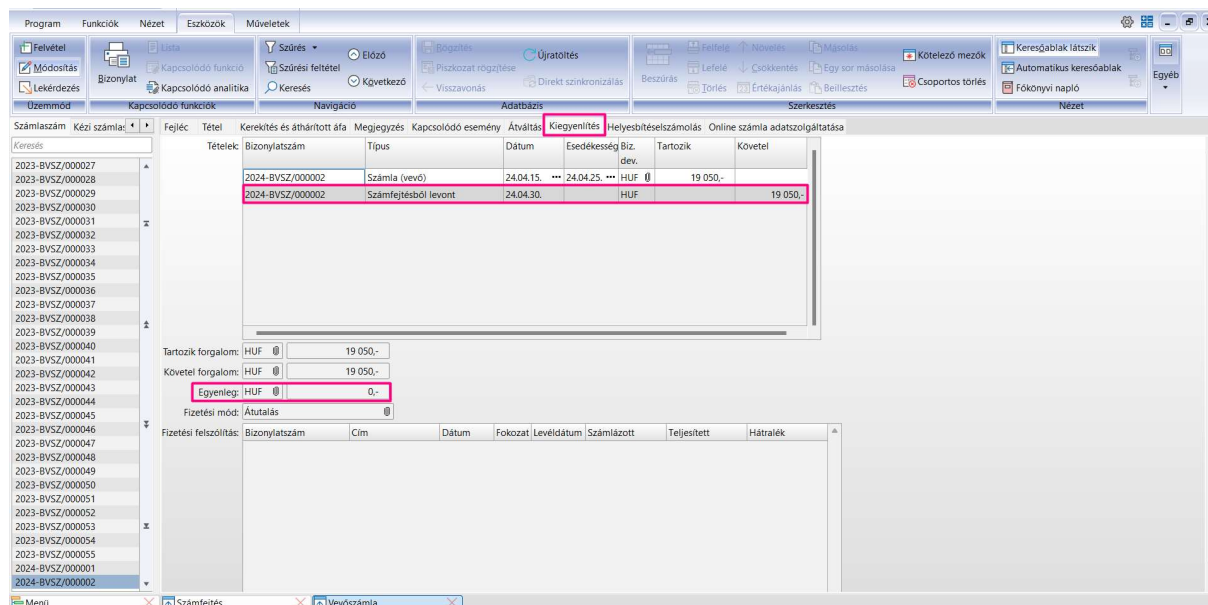 Program Funkciók Nézet Eszközök Műveletek
Felvétel
Módosítás
Lekérdezés
Üzemmód
Bizonylat
Lista
Kapcsolódó funkció
Kapcsolódó analitika
Kapcsolódó funkciók
Szűrés
Szűrési feltétel
Keresés
Előző
Következő
Navigáció
Rögzítés
Piszkozat rögzítése
Visszavonás
Újratöltés
Direkt szinkronizálás
Adatbázis
Beszúrás
Felfelé Növelés Másolás
Lefelé Csökkentés Egy sor másolása
Törlés Értékajánlás Beillesztés
Kötelező mezők
Csoportos törlés
Szerkesztés
Keresőablak látszik
Automatikus keresőablak
Főkönyvi napló
Nézet
Egyéb
Számlaszám Kézi számlas
Keresés
2023-BVSZ/000027
2023-BVSZ/000028
2023-BVSZ/000029
2023-BVSZ/000030
2023-BVSZ/000031
2023-BVSZ/000032
2023-BVSZ/000033
2023-BVSZ/000034
2023-BVSZ/000035
2023-BVSZ/000036
2023-BVSZ/000037
2023-BVSZ/000038
2023-BVSZ/000039
2023-BVSZ/000040
2023-BVSZ/000041
2023-BVSZ/000042
2023-BVSZ/000043
2023-BVSZ/000044
2023-BVSZ/000045
2023-BVSZ/000046
2023-BVSZ/000047
2023-BVSZ/000048
2023-BVSZ/000049
2023-BVSZ/000050
2023-BVSZ/000051
2023-BVSZ/000052
2023-BVSZ/000053
2023-BVSZ/000054
2023-BVSZ/000055
2024-BVSZ/000001
2024-BVSZ/000002
Fejléc Tétel Kerekítés és áthárított áfa Megjegyzés Kapcsolódó esemény Átváltás Kiegyenlítés Helyesbítéselszámolás Online számla adatszolgáltatása
Tételek: Bizonylatszám Típus Dátum Esedékesség Biz. dev. Tartozik Követel
2024-BVSZ/000002 Számla (vevő) 24.04.15. ••• 24.04.25. ••• HUF 19 050,-
2024-BVSZ/000002 Számfejtésből levont 24.04.30. HUF 19 050,-
Tartozik forgalom: HUF 19 050,-
Követel forgalom: HUF 19 050,-
Egyenleg: HUF 0,-
Fizetési mód: Átutalás
Fizetési felszólítás: Bizonylatszám Cím Dátum Fokozat Levéldátum Számlázott Teljesített Hátralék
Menü Számfejtés Vevőszámla